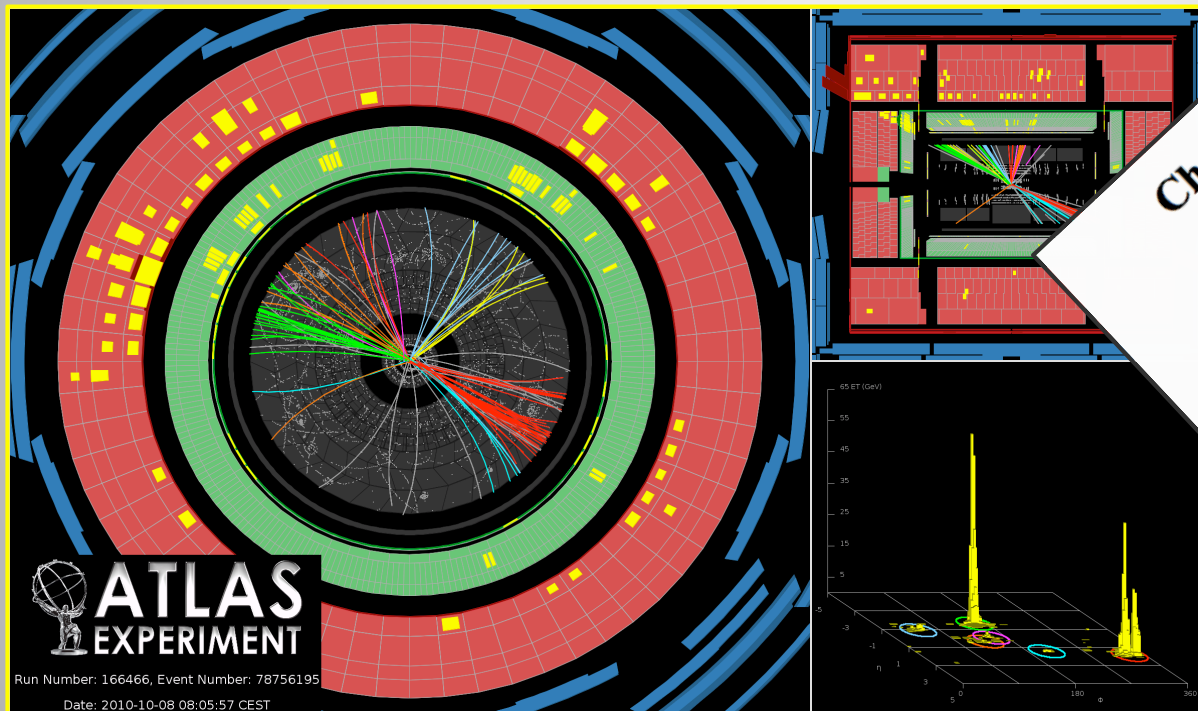 ATLAS
EXPERIMENT
Run Number: 166466, Event Number: 78756195
Date: 2010-10-08 08:05:57 CEST
65 ET (GeV)
55
45
35
25
15
5
-5
-3
-1
η 1
3
5
0
180
Φ
360